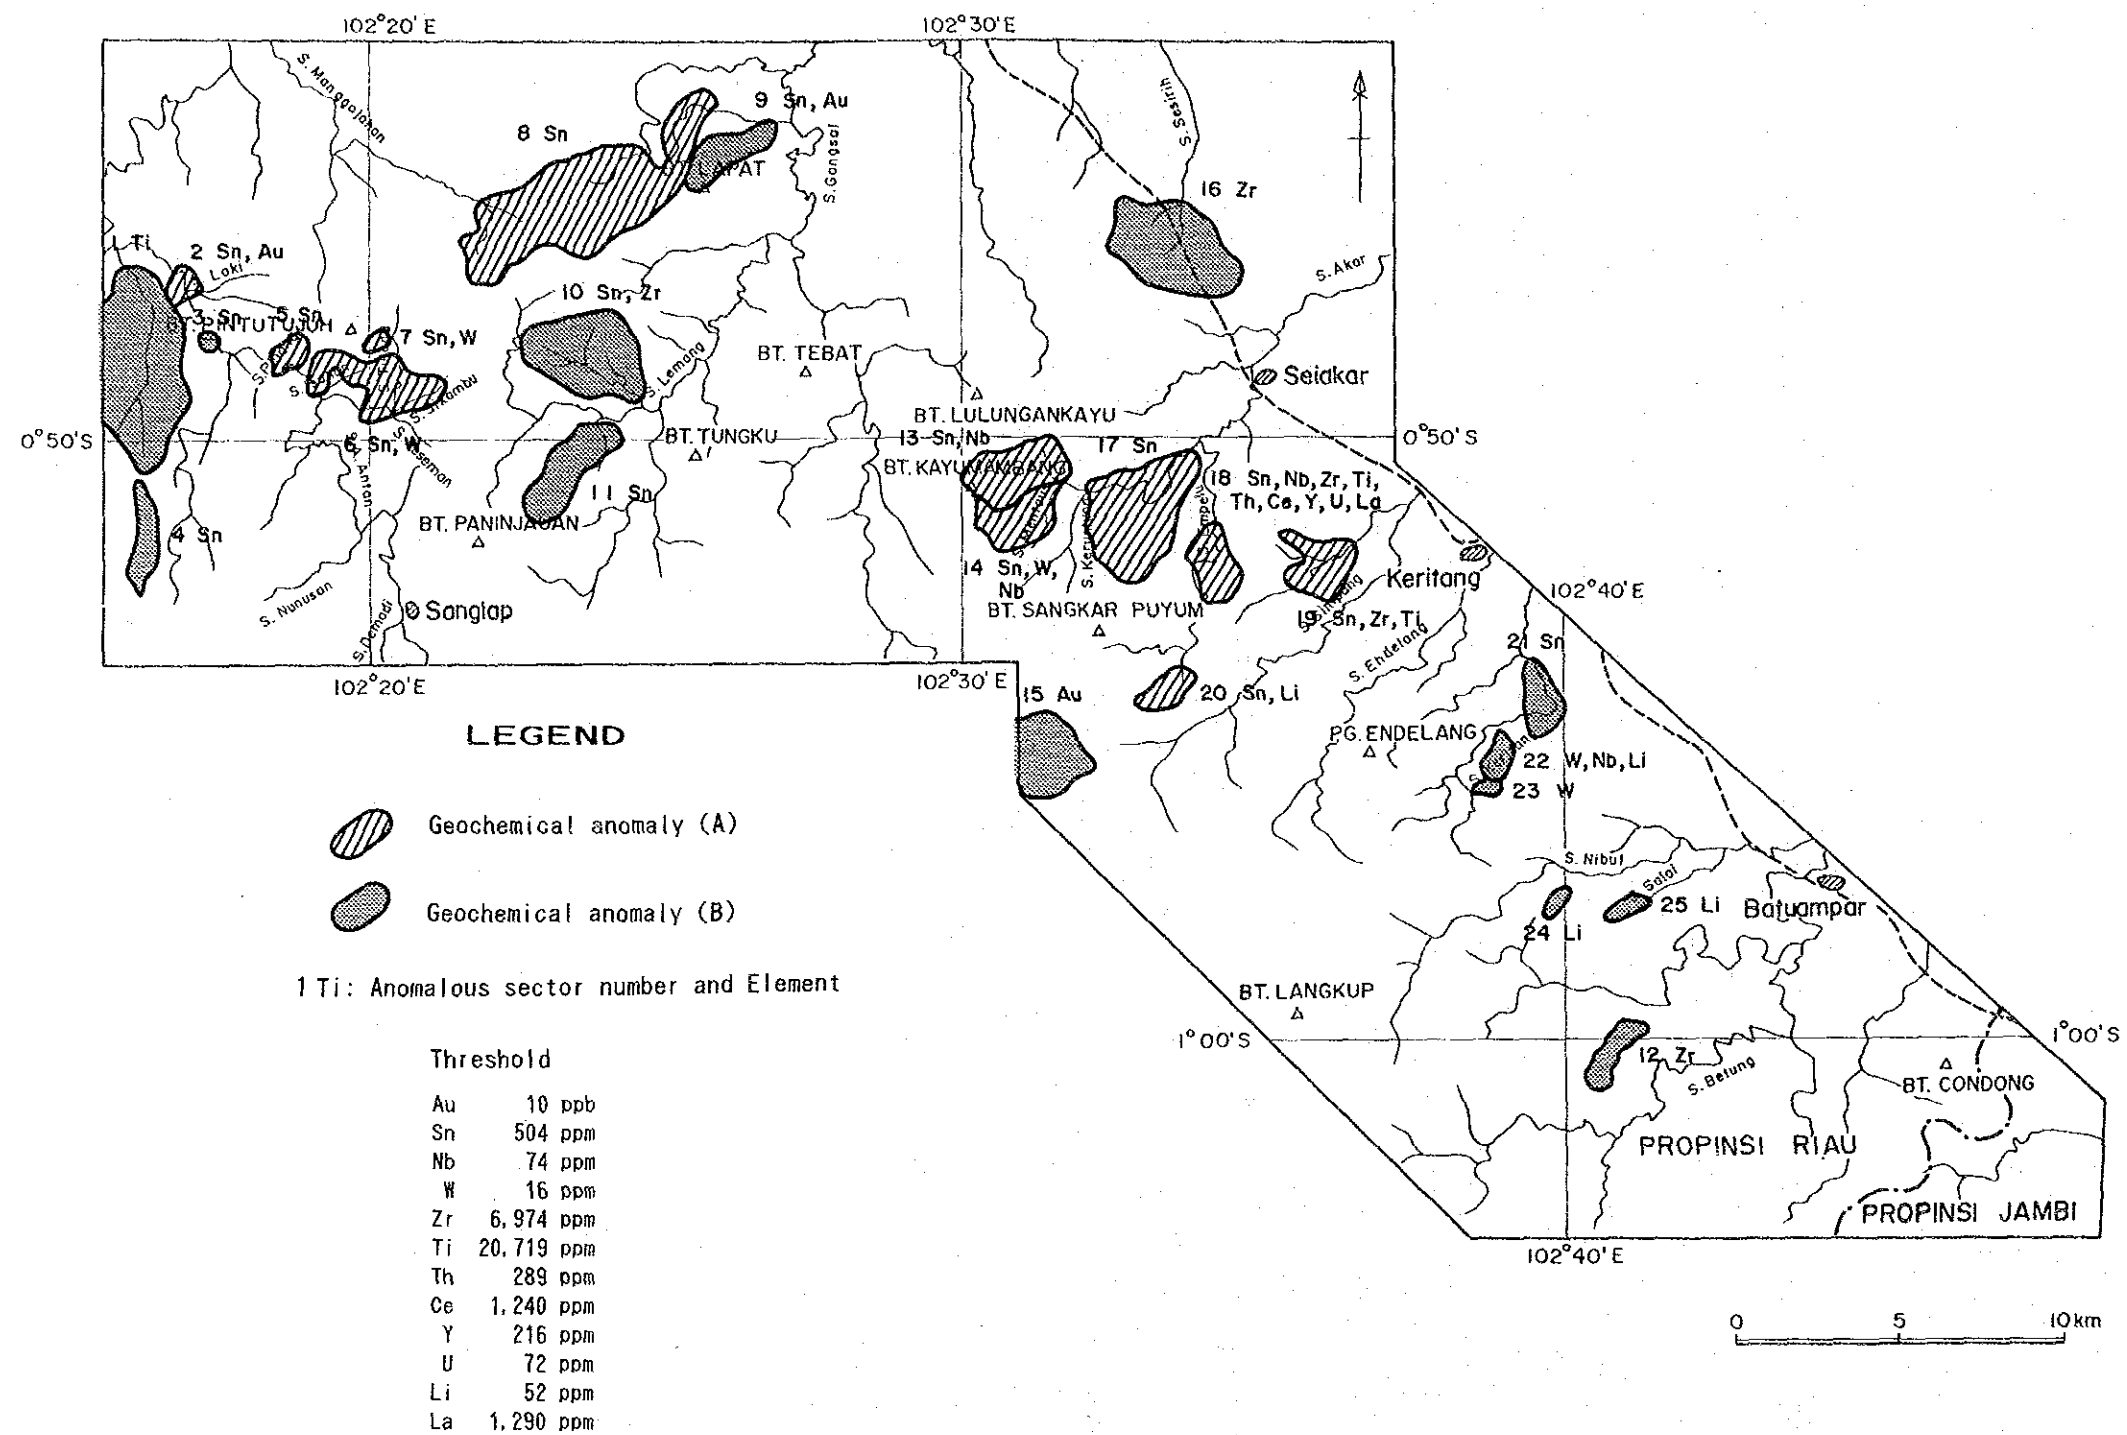 102°20'E
102°30'E
S. Manggajahan
9 Sn, Au
8 Sn
S. Sesirih
S. Gangsal
16 Zr
1 Ti
2 Sn, Au
Laki
S. Akar
10 Sn, Zr
3 Sn
5 Sn
BT. PINTUTUJUH
7 Sn, W
BT. TEBAT
S. Lemang
Seiakar
BT. LULUNGANKAYU
0°50'S
6 Sn, W
BT. TUNGKU
13 Sn, Nb
17 Sn
0°50'S
BT. KAYUMAMBANG
18 Sn, Nb, Zr, Ti,
Th, Ce, Y, U, La
11 Sn
BT. PANINJAUAN
4 Sn
14 Sn, W,
Nb
Keritang
102°40'E
S. Nunusan
Sanglap
BT. SANGKAR PUYUM
19 Sn, Zr, Ti
S. Endelang
21 Sn
102°20'E
102°30'E
15 Au
20 Sn, Li
LEGEND
PG. ENDELANG
22 W, Nb, Li
23 W
Geochemical anomaly (A)
S. Nibul
Salai
25 Li
Batuampar
Geochemical anomaly (B)
24 Li
1 Ti: Anomalous sector number and Element
BT. LANGKUP
1°00'S
1°00'S
12 Zr
S. Betung
BT. CONDONG
Threshold
Au 10 ppb
Sn 504 ppm
Nb 74 ppm
W 16 ppm
Zr 6,974 ppm
Ti 20,719 ppm
Th 289 ppm
Ce 1,240 ppm
Y 216 ppm
U 72 ppm
Li 52 ppm
La 1,290 ppm
PROPINSI RIAU
PROPINSI JAMBI
102°40'E
0 5 10 km